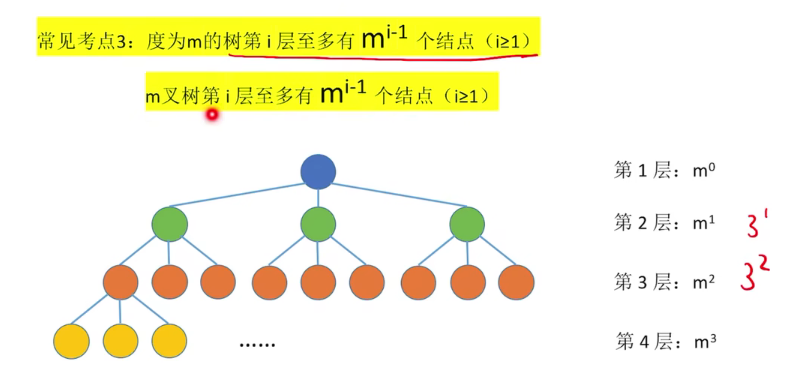 常见考点3：度为m的树第 i 层至多有 mⁱ⁻¹ 个结点（i≥1）
m叉树第 i 层至多有 mⁱ⁻¹ 个结点（i≥1）
第 1 层：m⁰
第 2 层：m¹ 3¹
第 3 层：m² 3²
...... 第 4 层：m³